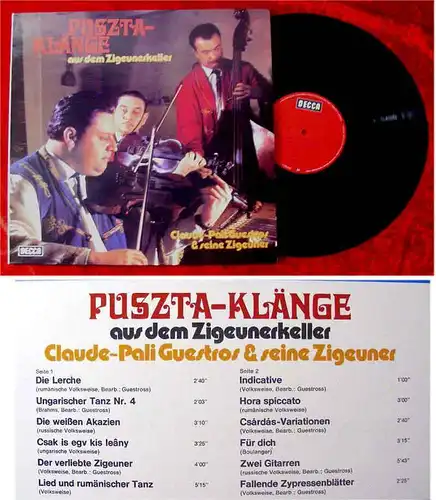 PUSZTA-
KLÄNGE
aus dem Zigeunerkeller
DECCA
Claude-Pali Guestros
& seine Zigeuner
DECCA
PUSZTA-KLÄNGE
aus dem Zigeunerkeller
Claude-Pali Guestros & seine Zigeuner
Seite 1
Die Lerche 2'40"
(rumänische Volksweise, Bearb.: Guestross)
Ungarischer Tanz Nr. 4 2'03"
(Brahms, Bearb.: Guestross)
Die weißen Akazien 3'10"
(russische Volksweise)
Csak is egy kis leány 3'25"
(ungarische Volksweise)
Der verliebte Zigeuner 4'00"
(russische Volksweise, Bearb.: Guestross)
Lied und rumänischer Tanz 5'15"
(Volksweise, Bearb.: Guestross)
Seite 2
Indicative 1'00"
(Volksweise, Bearb.: Guestross)
Hora spiccato 3'00"
(rumänische Volksweise)
Csárdás-Variationen 2'40"
(Volksweise, Bearb.: Guestross)
Für dich 3'15"
(Boulanger)
Zwei Gitarren 5'43"
(russische Volksweise)
Fallende Zypressenblätter 2'25"
(Volksweise, Bearb.: Guestross)